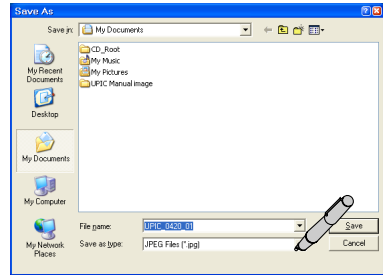 Save As
Save in:
My Documents
My Recent
Documents
Desktop
My Documents
My Computer
My Network
Places
CD_Root
My Music
My Pictures
UPIC Manual image
File name:
UPIC_0420_01
Save
Save as type:
JPEG Files (*.jpg)
Cancel